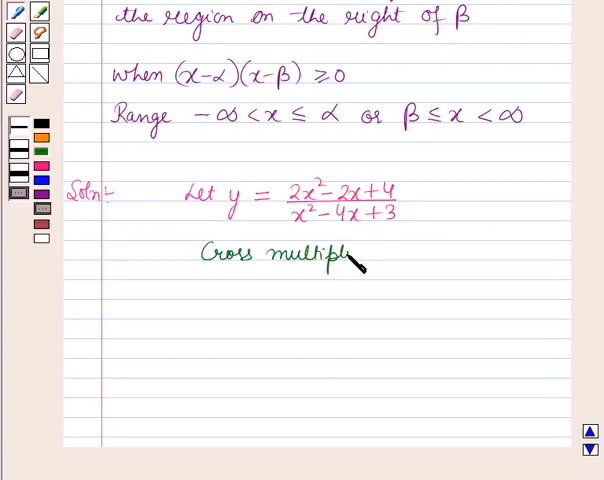 the region on the right of β
when (x-α)(x-β) ≥0
Range -∞ < x ≤ α or β ≤ x < ∞
Soln:- Let y = \frac{2x²-2x+4}{x²-4x+3}
Cross multipl